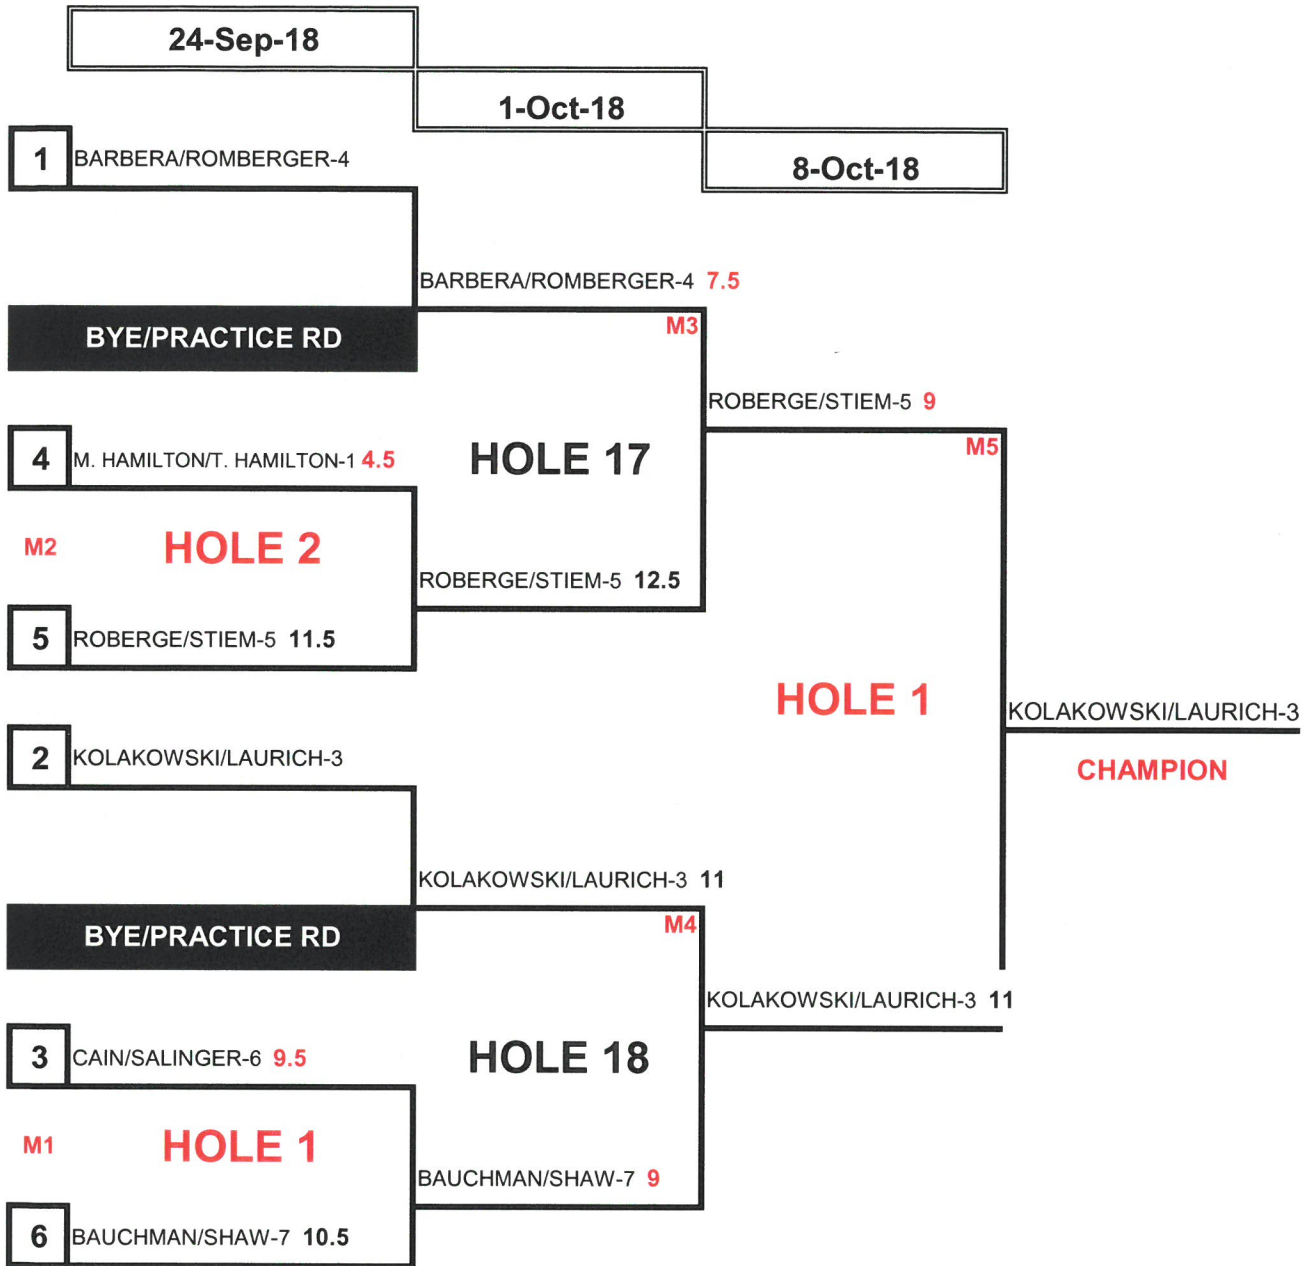 24-Sep-18
1-Oct-18
8-Oct-18
1 BARBERA/ROMBERGER-4
BARBERA/ROMBERGER-4 7.5
BYE/PRACTICE RD
M3
ROBERGE/STIEM-5 9
4 M. HAMILTON/T. HAMILTON-1 4.5
HOLE 17
M5
M2 HOLE 2
ROBERGE/STIEM-5 12.5
5 ROBERGE/STIEM-5 11.5
HOLE 1
KOLAKOWSKI/LAURICH-3
2 KOLAKOWSKI/LAURICH-3
CHAMPION
KOLAKOWSKI/LAURICH-3 11
BYE/PRACTICE RD
M4
KOLAKOWSKI/LAURICH-3 11
3 CAIN/SALINGER-6 9.5
HOLE 18
M1 HOLE 1
BAUCHMAN/SHAW-7 9
6 BAUCHMAN/SHAW-7 10.5